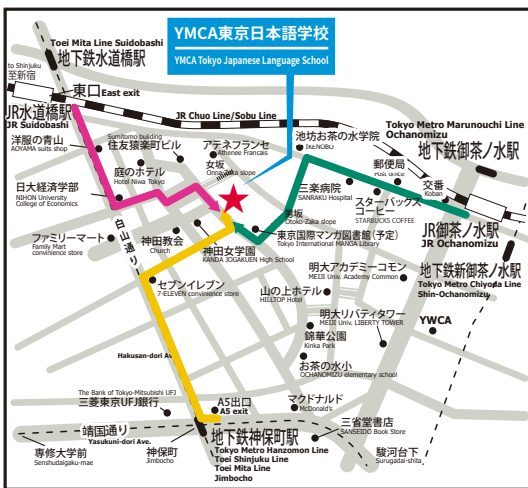 YMCA東京日本語学校
YMCA Tokyo Japanese Language School
Toei Mita Line Suidobashi
地下鉄水道橋駅
to Shinjuku
至新宿
東口 East exit
JR水道橋駅
JR Suidobashi
JR Chuo Line/Sobu Line
Tokyo Metro Marunouchi Line
Ochanomizu
地下鉄御茶ノ水駅
洋服の青山
AOYAMA suits shop
Sumitomo building
住友猿楽町ビル
アテネフランセ
Athenee Francais
女坂
Onnazaka slope
池坊お茶の水学院
IKENOBO
郵便局
Post Office
交番
Koban
庭のホテル
Hotel Niwa Tokyo
三楽病院
SANRAKU Hospital
スターバックス
コーヒー
STARBUCKS COFFEE
日大経済学部
NIHON University
College of Economics
白山通り
男坂
Otoko-Zaka slope
JR御茶ノ水駅
JR Ochanomizu
ファミリーマート
Family Mart
convinience store
神田教会
Church
神田女学園
KANDA JOGAKUEN High School
東京国際マンガ図書館(予定)
Tokyo International MANGA Library
地下鉄新御茶ノ水駅
Tokyo Metro Chiyoda Line
Shin-Ochanomizu
明大アカデミーコモン
MEIJI Univ. Academy Common
セブンイレブン
7-ELEVEN convinience store
山の上ホテル
HILLTOP Hotel
明大リバティタワー
MEIJI Univ. LIBERTY TOWER
YWCA
錦華公園
Kinka Park
Hakusan-dori Ave.
お茶の水小
OCHANOMIZU elementary school
The Bank of Tokyo-Mitsubishi UFJ
三菱東京UFJ銀行
A5出口
A5 exit
マクドナルド
McDonald's
靖国通り
Yasukuni-dori Ave.
地下鉄神保町駅
Tokyo Metro Hanzomon Line
Toei Shinjuku Line
Toei Mita Line
Jimbocho
三省堂書店
SANSEIDO Book Store
専修大学前
Senshudaigaku-mae
神保町
Jimbocho
駿河台下
Surugadai-shita